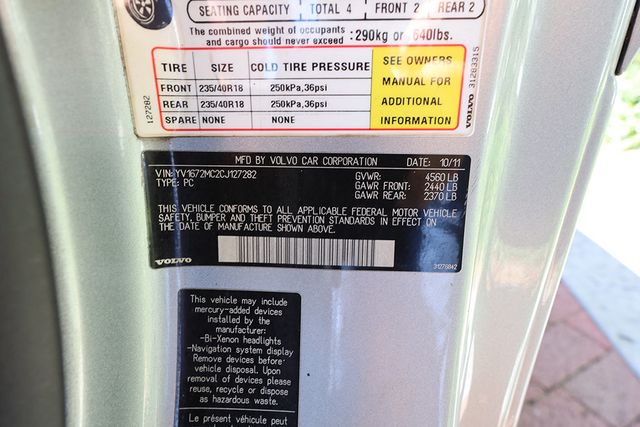 SEATING CAPACITY TOTAL 4 FRONT 2 REAR 2
The combined weight of occupants
and cargo should never exceed :290kg or 640lbs.
TIRE SIZE COLD TIRE PRESSURE
FRONT 235/40R18 250kPa,36psi
REAR 235/40R18 250kPa,36psi
SPARE NONE NONE
SEE OWNERS
MANUAL FOR
ADDITIONAL
INFORMATION
127282
VOLVO 31283315
MFD BY VOLVO CAR CORPORATION DATE: 10/11
VIN: YV1672MC2CJ127282 GVWR: 4560 LB
TYPE: PC GAWR FRONT: 2440 LB
GAWR REAR: 2370 LB
THIS VEHICLE CONFORMS TO ALL APPLICABLE FEDERAL MOTOR VEHICLE
SAFETY, BUMPER AND THEFT PREVENTION STANDARDS IN EFFECT ON
THE DATE OF MANUFACTURE SHOWN ABOVE.
VOLVO 31276842
This vehicle may include
mercury-added devices
installed by the
manufacturer:
-Bi-Xenon headlights
-Navigation system display
Remove devices before
vehicle disposal. Upon
removal of devices please
reuse, recycle or dispose
as hazardous waste.
Le présent véhicule peut